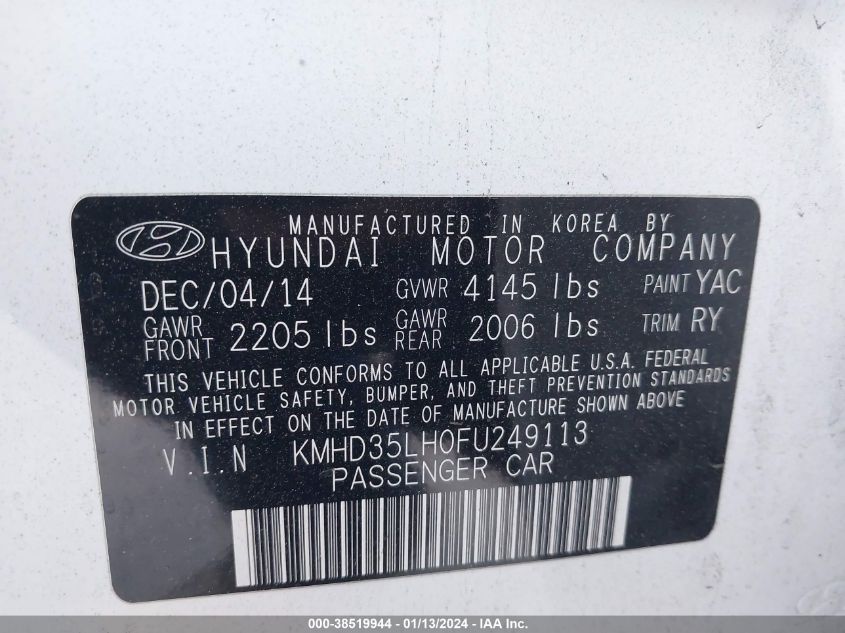 MANUFACTURED IN KOREA BY
HYUNDAI MOTOR COMPANY
DEC/04/14 GVWR 4145 lbs PAINT YAC
GAWR FRONT 2205 lbs GAWR REAR 2006 lbs TRIM RY
THIS VEHICLE CONFORMS TO ALL APPLICABLE U.S.A. FEDERAL
MOTOR VEHICLE SAFETY, BUMPER, AND THEFT PREVENTION STANDARDS
IN EFFECT ON THE DATE OF MANUFACTURE SHOWN ABOVE
V.I.N KMHD35LH0FU249113
PASSENGER CAR
000-38519944 - 01/13/2024 - IAA Inc.